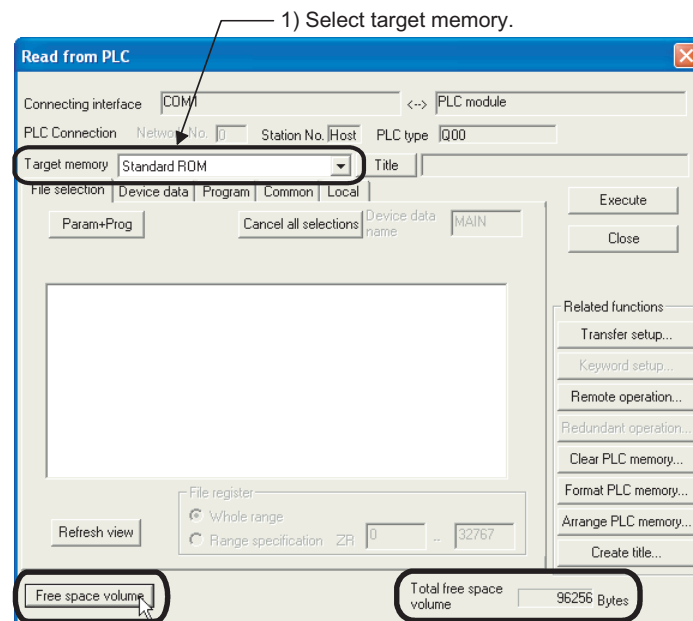 1) Select target memory.
Read from PLC
Connecting interface COM1 <--> PLC module
PLC Connection Network No. 0 Station No. Host PLC type Q00
Target memory Standard ROM Title
File selection Device data Program Common Local
Execute
Param+Prog Cancel all selections Device data name MAIN
Close
Related functions
Transfer setup...
Keyword setup...
Remote operation...
Redundant operation...
Clear PLC memory...
Format PLC memory...
Arrange PLC memory...
Create title...
File register
Whole range
Refresh view
Range specification ZR 0 .. 32767
Free space volume
Total free space volume 96256 Bytes